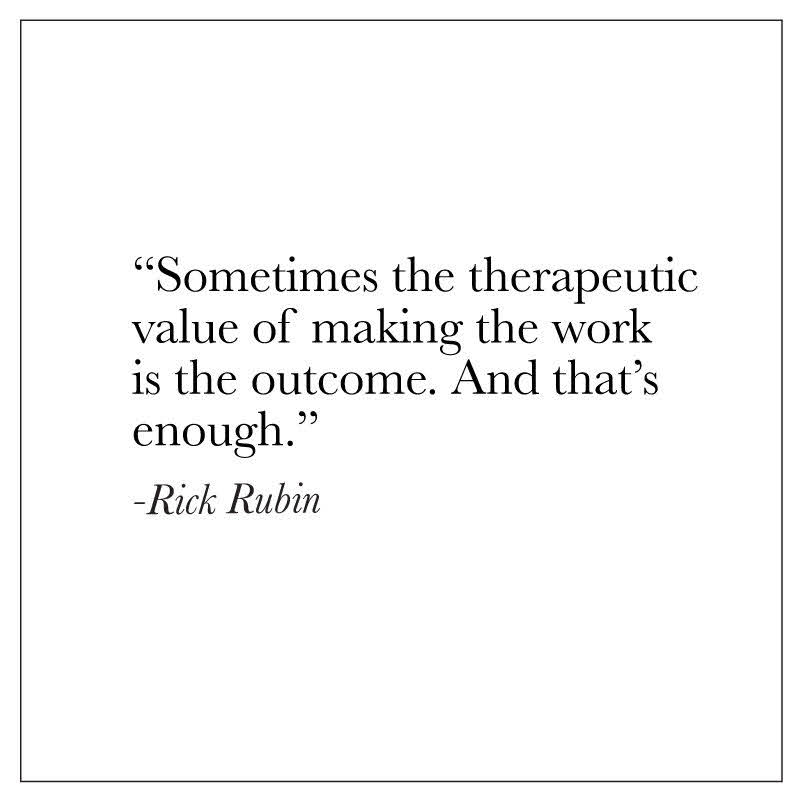 “Sometimes the therapeutic
value of making the work
is the outcome. And that’s
enough.”
-Rick Rubin